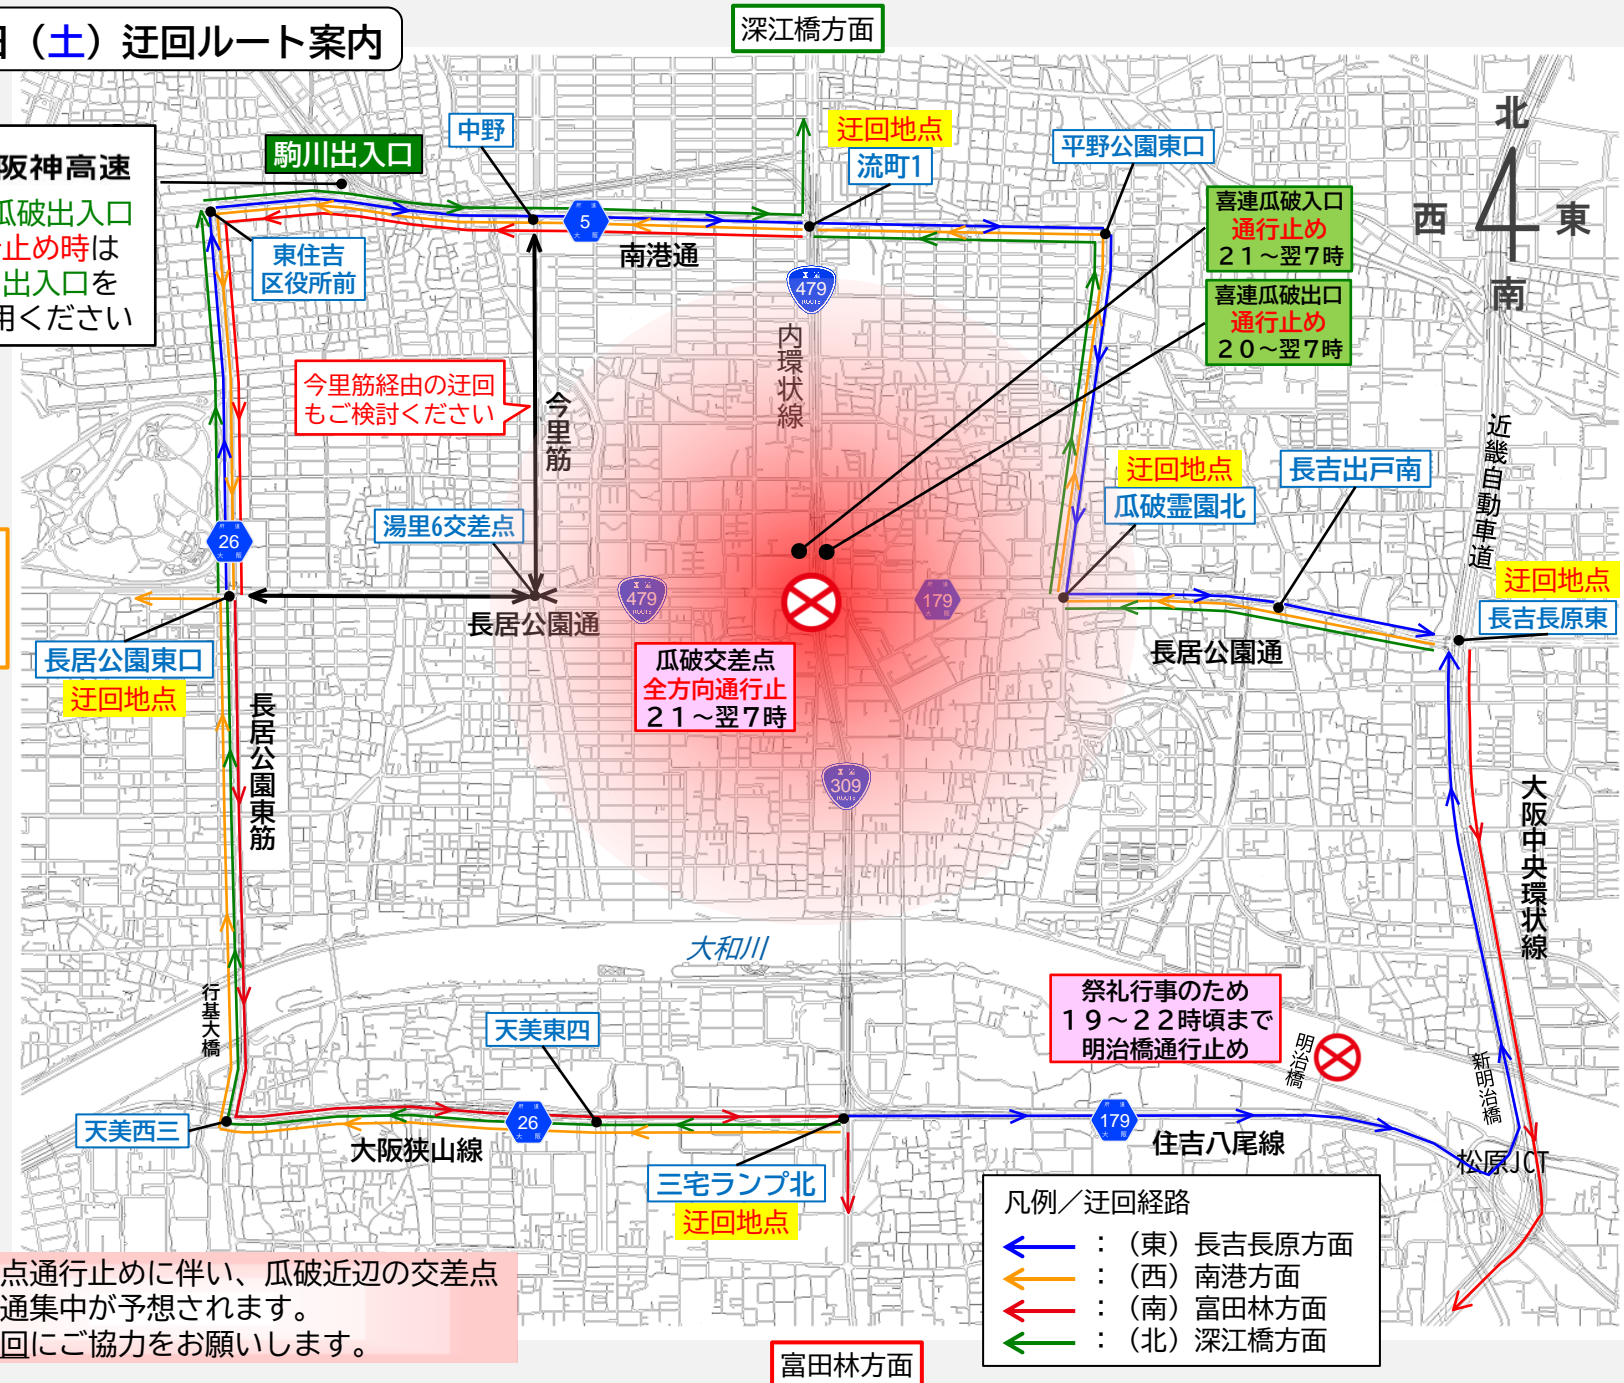 日（土）迂回ルート案内
深江橋方面
阪神高速
瓜破出入口
止め時は
出入口を
用ください
駒川出入口
中野
迂回地点
流町1
平野公園東口
北
西
東
南
4
喜連瓜破入口
通行止め
２１～翌７時
喜連瓜破出口
通行止め
２０～翌７時
東住吉
区役所前
5
南港通
479
ROUTE
内環状線
今里筋経由の迂回
もご検討ください
今里筋
近畿自動車道
迂回地点
瓜破霊園北
長吉出戸南
湯里6交差点
26
479
ROUTE
179
長居公園通
迂回地点
長吉長原東
長居公園東口
迂回地点
長居公園通
瓜破交差点
全方向通行止
２１～翌７時
長居公園東筋
309
ROUTE
大阪中央環状線
大和川
行基大橋
天美東四
祭礼行事のため
１９～２２時頃まで
明治橋通行止め
明治橋
新明治橋
天美西三
26
大阪狭山線
179
住吉八尾線
松原JCT
三宅ランプ北
迂回地点
凡例／迂回経路
：（東）長吉長原方面
：（西）南港方面
：（南）富田林方面
：（北）深江橋方面
点通行止めに伴い、瓜破近辺の交差点
通集中が予想されます。
回にご協力をお願いします。
富田林方面